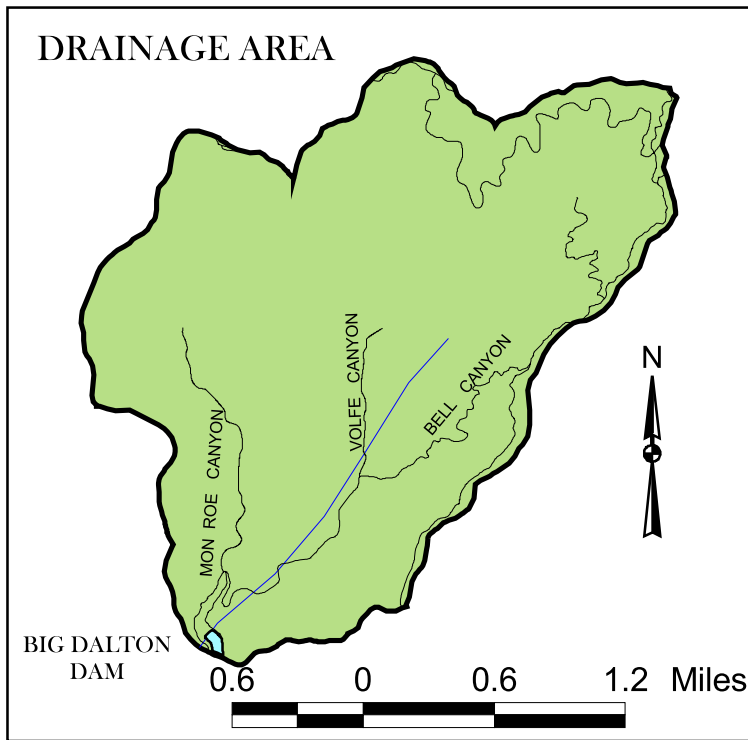 DRAINAGE AREA
VOLFE CANYON
BELL CANYON
MON ROE CANYON
N
BIG DALTON
DAM
0.6 0 0.6 1.2 Miles